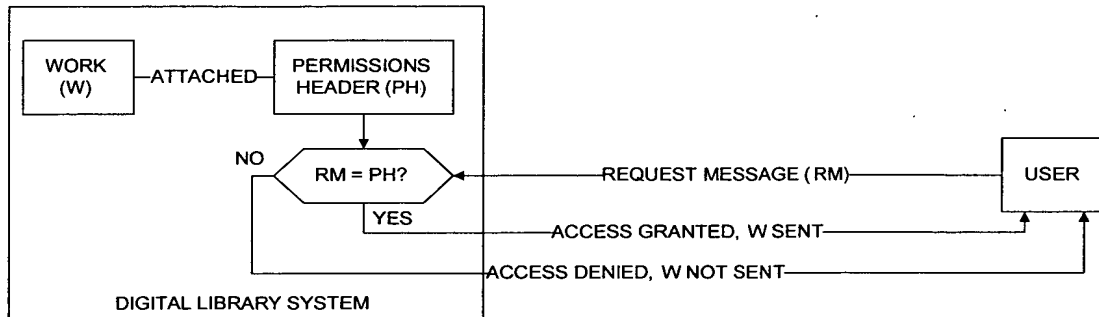 WORK
(W)
ATTACHED
PERMISSIONS
HEADER (PH)
NO
RM = PH?
REQUEST MESSAGE (RM)
USER
YES
ACCESS GRANTED, W SENT
ACCESS DENIED, W NOT SENT
DIGITAL LIBRARY SYSTEM